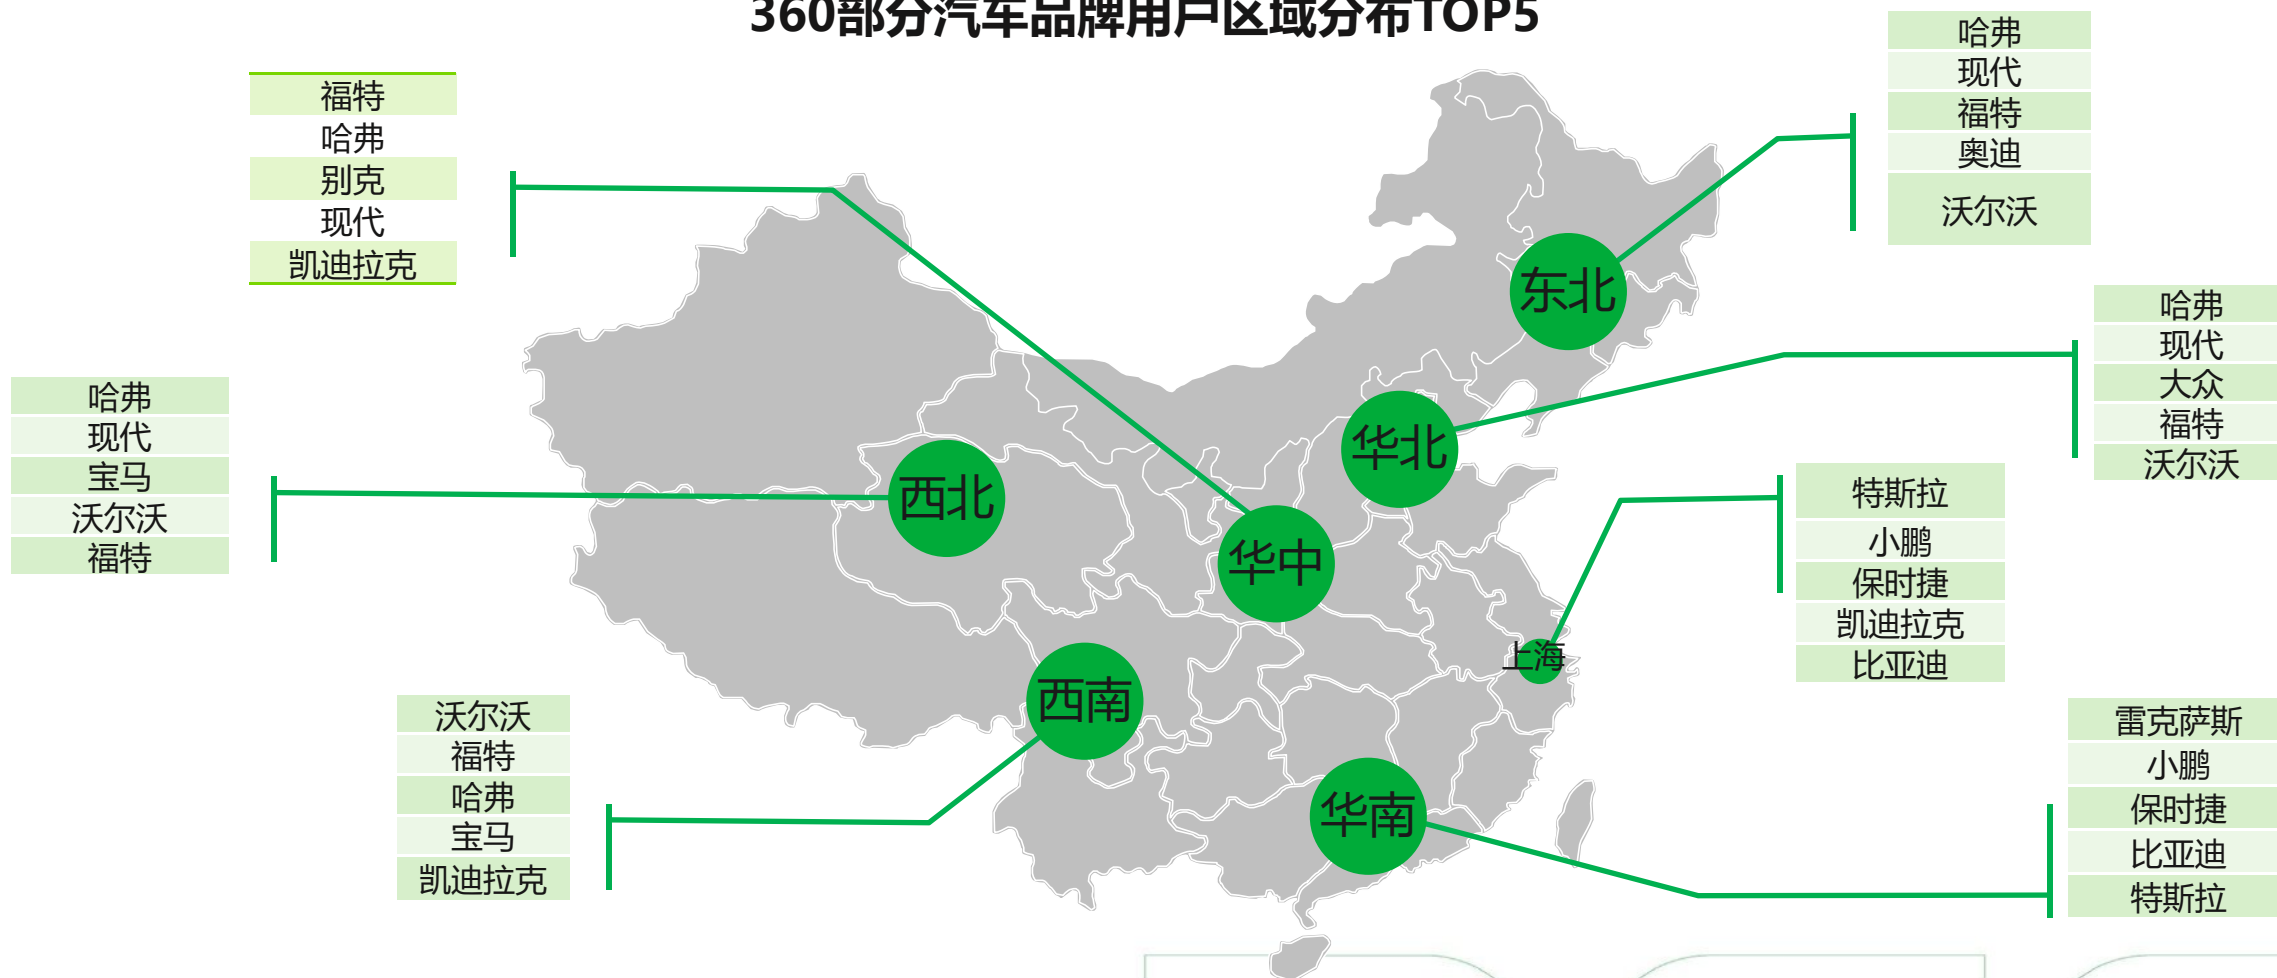 360部分汽车品牌用户区域分布TOP5
福特
哈弗
别克
现代
凯迪拉克
哈弗
现代
福特
奥迪
沃尔沃
东北
哈弗
现代
大众
福特
沃尔沃
华北
哈弗
现代
宝马
沃尔沃
福特
西北
华中
特斯拉
小鹏
保时捷
凯迪拉克
比亚迪
上海
沃尔沃
福特
哈弗
宝马
凯迪拉克
西南
华南
雷克萨斯
小鹏
保时捷
比亚迪
特斯拉